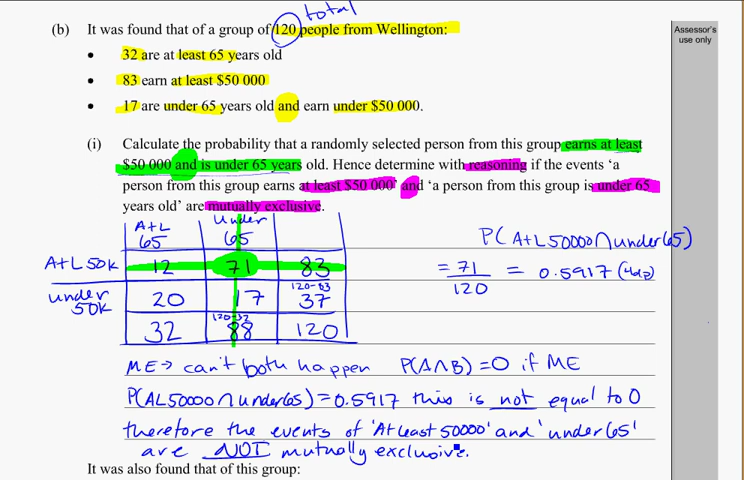 total
(b) It was found that of a group of 120 people from Wellington:
Assessor's
use only
• 32 are at least 65 years old
• 83 earn at least $50 000
• 17 are under 65 years old and earn under $50 000.
(i) Calculate the probability that a randomly selected person from this group earns at least
$50 000 and is under 65 years old. Hence determine with reasoning if the events 'a
person from this group earns at least $50 000' and 'a person from this group is under 65
years old' are mutually exclusive.
AtL 65 under 65
AtL 50k 12 71 83
under 50k 20 17 120-83 37
32 120-32 88 120
P(AtL 50000 ∩ under 65)
= 71/120 = 0.5917 (4dp)
ME → can't both happen P(A∩B) = 0 if ME
P(AL 50000 ∩ under 65) = 0.5917 this is not equal to 0
therefore the events of 'At least 50000' and 'under 65'
are NOT mutually exclusive.
It was also found that of this group: